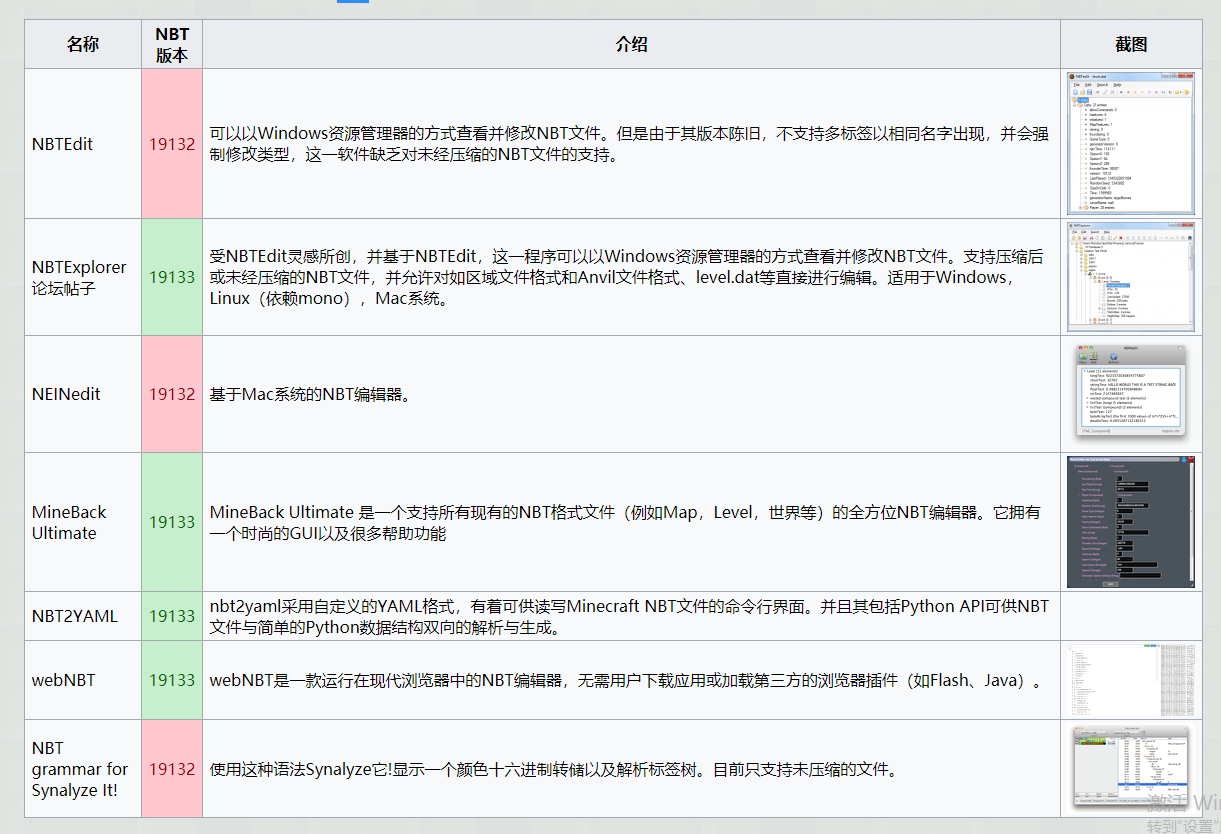 名称
NBT
版本
介绍
截图
NBTEdit
19132
可以以Windows资源管理器的方式查看并修改NBT文件。但是由于其版本陈旧，不支持多标签以相同名字出现，并会强
制修改类型，这一软件缺乏对未经压缩的NBT文件的支持。
NBTExplorer
论坛帖子
19133
受NBTEdit灵感所创，并基于NBTEdit，这一程序可以以Windows资源管理器的方式查看并修改NBT文件。支持压缩后
或未经压缩的NBT文件，并允许对如区域文件格式和Anvil文件格式、level.dat等直接进行编辑。适用于Windows，
Linux（依赖mono），Mac系统。
NEINedit
19132
基于Mac系统的NBT编辑器。
MineBack
Ultimate
19133
MineBack Ultimate 是一个支持所有现有的NBT格式文件（例如Map，Level，世界等）的全方位NBT编辑器。它拥有
一个时尚的GUI以及很多帮助功能
NBT2YAML
19133
nbt2yaml采用自定义的YAML格式，有着可供读写Minecraft NBT文件的命令行界面。并且其包括Python API可供NBT
文件与简单的Python数据结构双向的解析与生成。
webNBT
19133
webNBT是一款运行在现代浏览器中的NBT编辑器，无需用户下载应用或加载第三方的浏览器插件（如Flash、Java）。
NBT
grammar for
Synalyze It!
19132
使用这种语法Synalyze它!显示一个颜色十六进制转储以及解析标签树。目前只支持未压缩的文件。
激活 Wi
转到"设置"